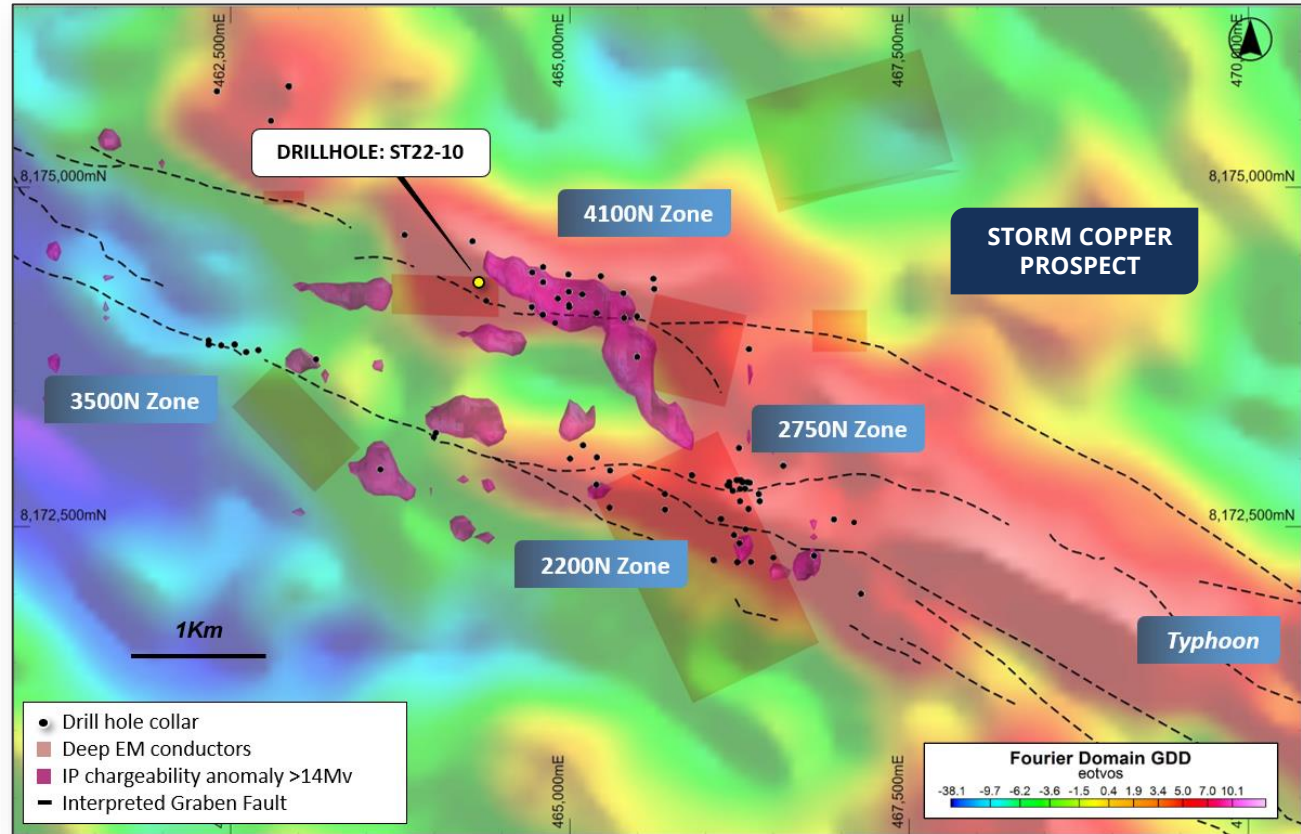 462,500mE
465,000mE
467,500mE
470,000mE
DRILLHOLE: ST22-10
8,175,000mN
8,175,000mN
4100N Zone
STORM COPPER
PROSPECT
3500N Zone
2750N Zone
8,172,500mN
8,172,500mN
2200N Zone
1Km
Typhoon
Drill hole collar
Deep EM conductors
IP chargeability anomaly >14Mv
Interpreted Graben Fault
465,000mE
467,500mE
Fourier Domain GDD
eotvos
-38.1 -9.7 -6.2 -3.6 -1.5 0.4 1.9 3.4 5.0 7.0 10.1
4